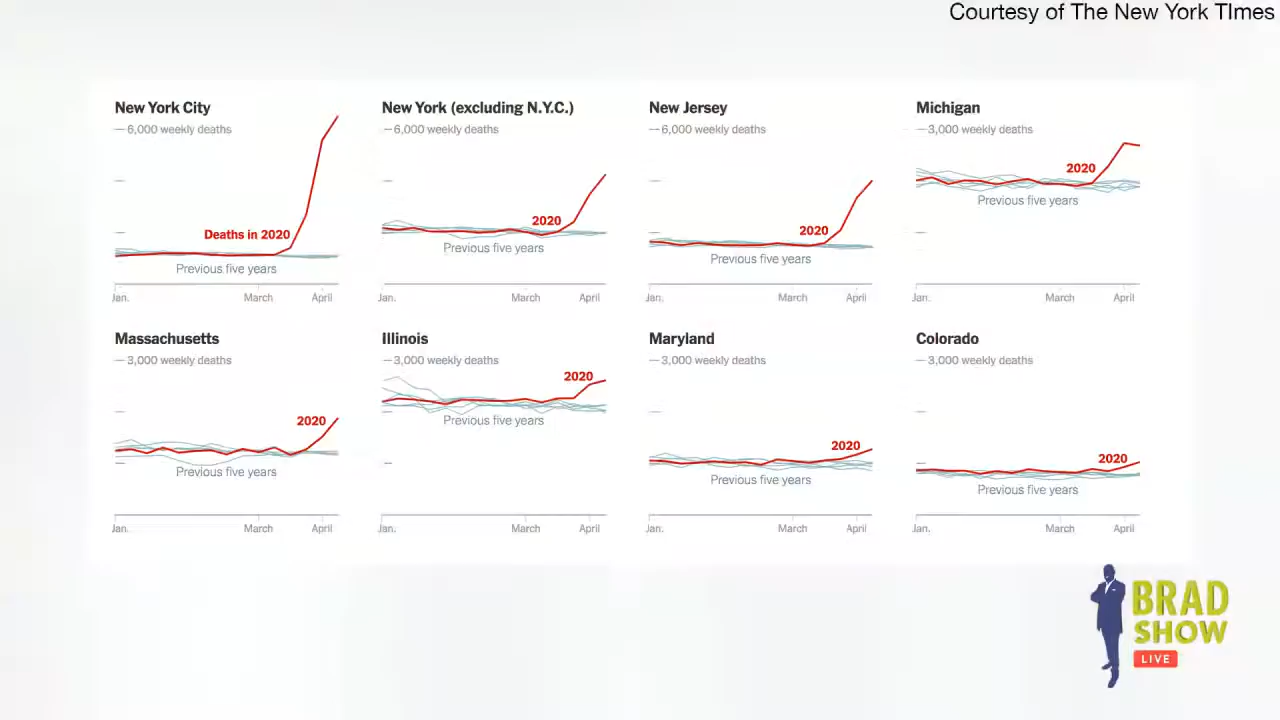 Courtesy of The New York TImes
New York City
6,000 weekly deaths
Deaths in 2020
Previous five years
Jan.
March
April
New York (excluding N.Y.C.)
6,000 weekly deaths
2020
Previous five years
Jan.
March
April
New Jersey
6,000 weekly deaths
2020
Previous five years
Jan.
March
April
Michigan
3,000 weekly deaths
2020
Previous five years
Jan.
March
April
Massachusetts
3,000 weekly deaths
2020
Previous five years
Jan.
March
April
Illinois
3,000 weekly deaths
2020
Previous five years
Jan.
March
April
Maryland
3,000 weekly deaths
2020
Previous five years
Jan.
March
April
Colorado
3,000 weekly deaths
2020
Previous five years
Jan.
March
April
BRAD
SHOW
LIVE